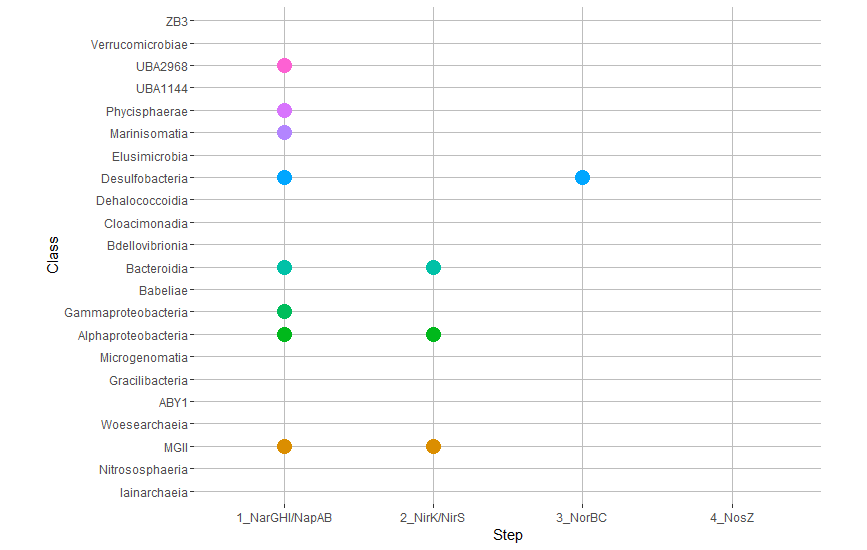 ZB3
Verrucomicrobiae
UBA2968
UBA1144
Phycisphaerae
Marinisomatia
Elusimicrobia
Desulfobacteria
Dehalococcoidia
Cloacimonadia
Bdellovibrionia
Bacteroidia
Babeliae
Gammaproteobacteria
Alphaproteobacteria
Microgenomatia
Gracilibacteria
ABY1
Woesearchaeia
MGII
Nitrososphaeria
Iainarchaeia
Class
1_NarGHI/NapAB 2_NirK/NirS 3_NorBC 4_NosZ
Step